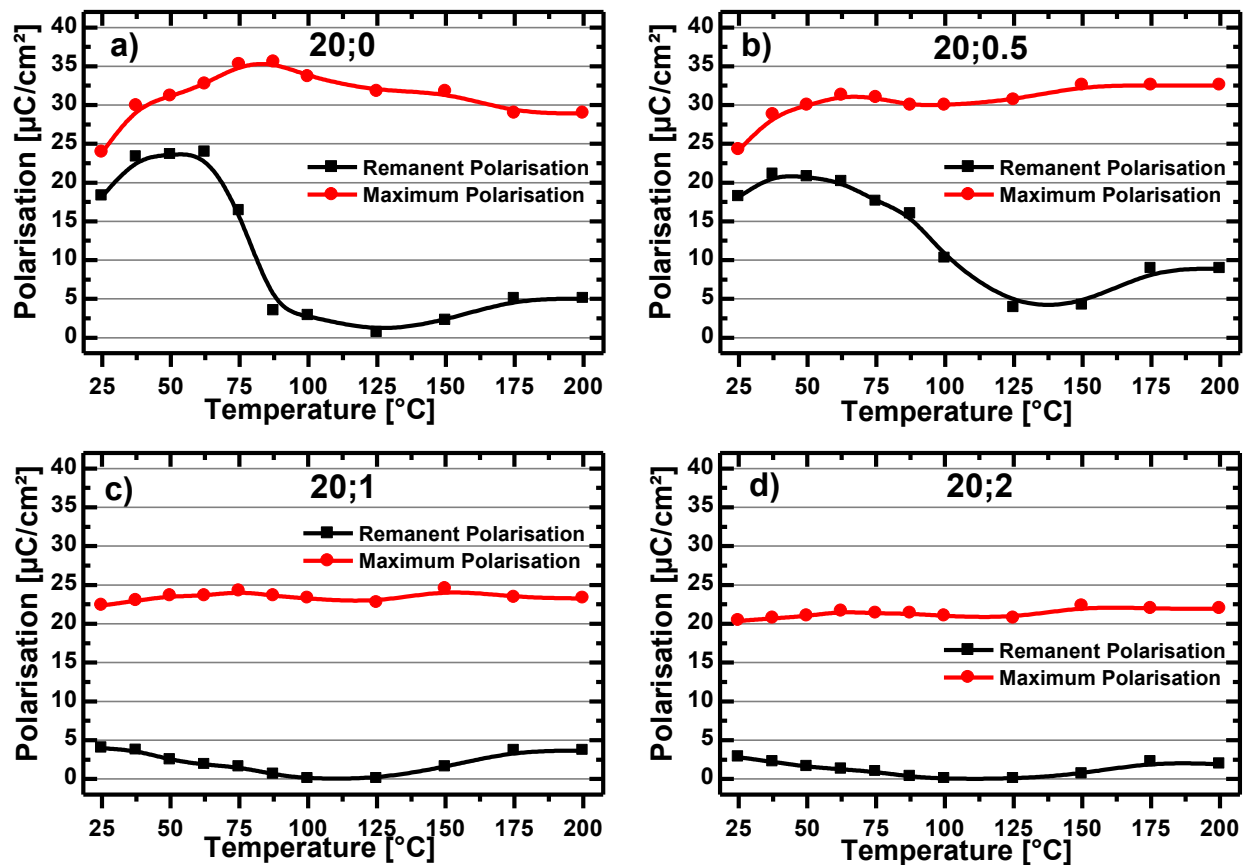 a) 20;0
Polarisation [µC/cm²]
40
35
30
25
20
15
10
5
0
Remanent Polarisation
Maximum Polarisation
25 50 75 100 125 150 175 200
Temperature [°C]
b) 20;0.5
Polarisation [µC/cm²]
40
35
30
25
20
15
10
5
0
Remanent Polarisation
Maximum Polarisation
25 50 75 100 125 150 175 200
Temperature [°C]
c) 20;1
Polarisation [µC/cm²]
40
35
30
25
20
15
10
5
0
Remanent Polarisation
Maximum Polarisation
25 50 75 100 125 150 175 200
Temperature [°C]
d) 20;2
Polarisation [µC/cm²]
40
35
30
25
20
15
10
5
0
Remanent Polarisation
Maximum Polarisation
25 50 75 100 125 150 175 200
Temperature [°C]